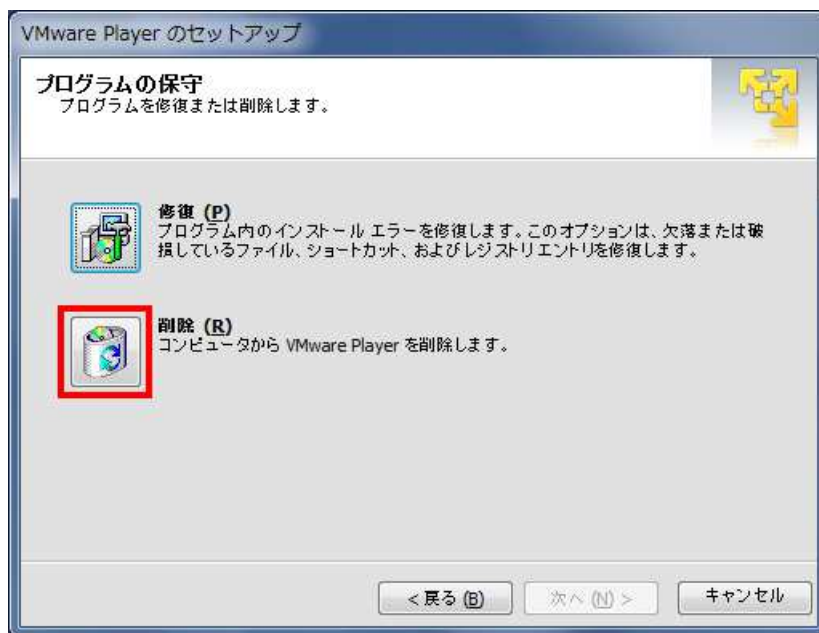 VMware Player のセットアップ
プログラムの保守
プログラムを修復または削除します。
修復 (P)
プログラム内のインストール エラーを修復します。このオプションは、欠落または破
損しているファイル、ショートカット、およびレジストリエントリを修復します。
削除 (R)
コンピュータから VMware Player を削除します。
< 戻る (B)
次へ (N) >
キャンセル